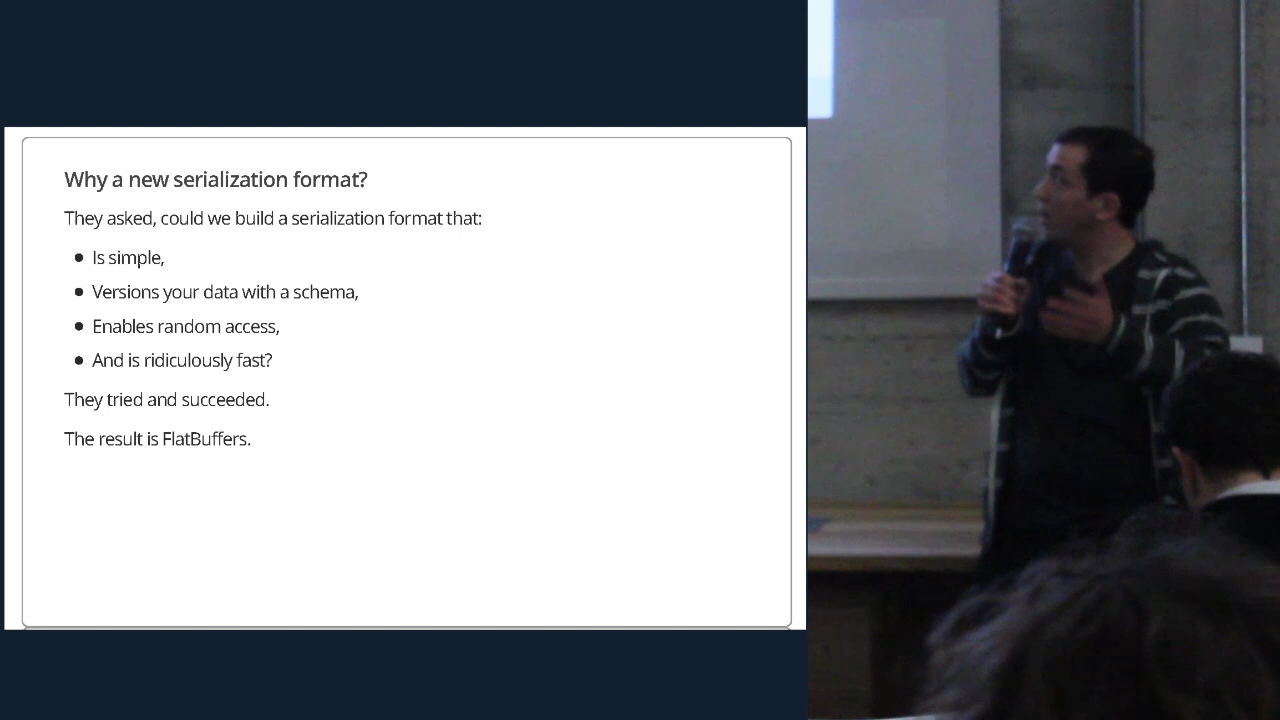 Why a new serialization format?
They asked, could we build a serialization format that:
● Is simple,
● Versions your data with a schema,
● Enables random access,
● And is ridiculously fast?
They tried and succeeded.
The result is FlatBuffers.